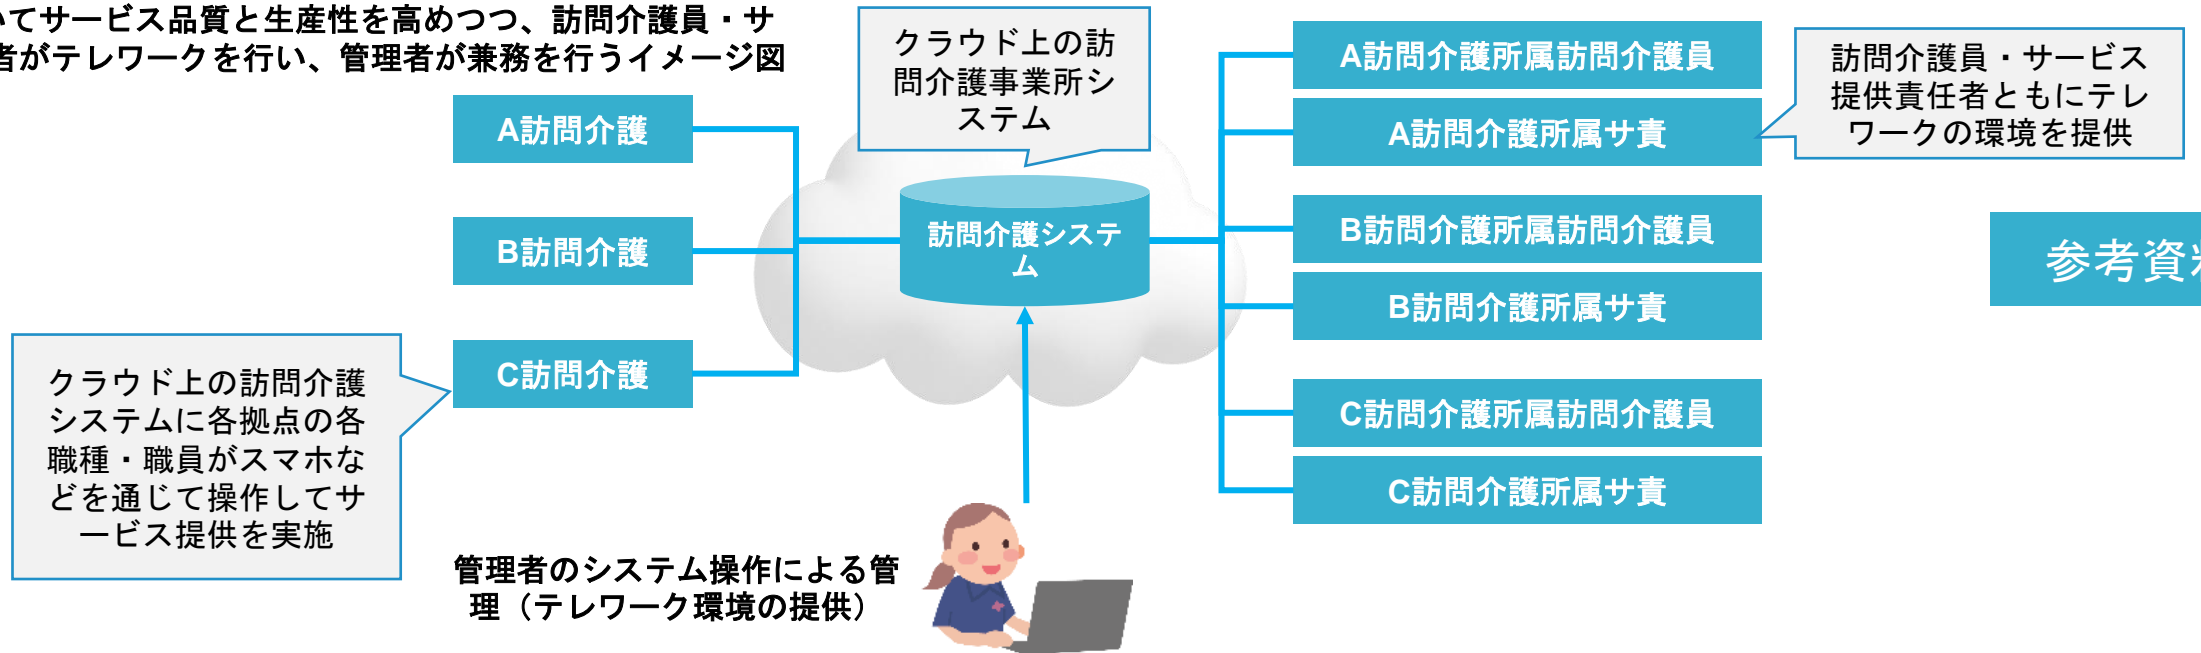 いてサービス品質と生産性を高めつつ、訪問介護員・サ
者がテレワークを行い、管理者が兼務を行うイメージ図
クラウド上の訪
問介護事業所シ
ステム
A訪問介護
B訪問介護
C訪問介護
訪問介護システ
ム
A訪問介護所属訪問介護員
A訪問介護所属サ責
B訪問介護所属訪問介護員
B訪問介護所属サ責
C訪問介護所属訪問介護員
C訪問介護所属サ責
訪問介護員・サービス
提供責任者ともにテレ
ワークの環境を提供
参考資料
クラウド上の訪問介護
システムに各拠点の各
職種・職員がスマホな
どを通じて操作してサ
ービス提供を実施
管理者のシステム操作による管
理（テレワーク環境の提供）